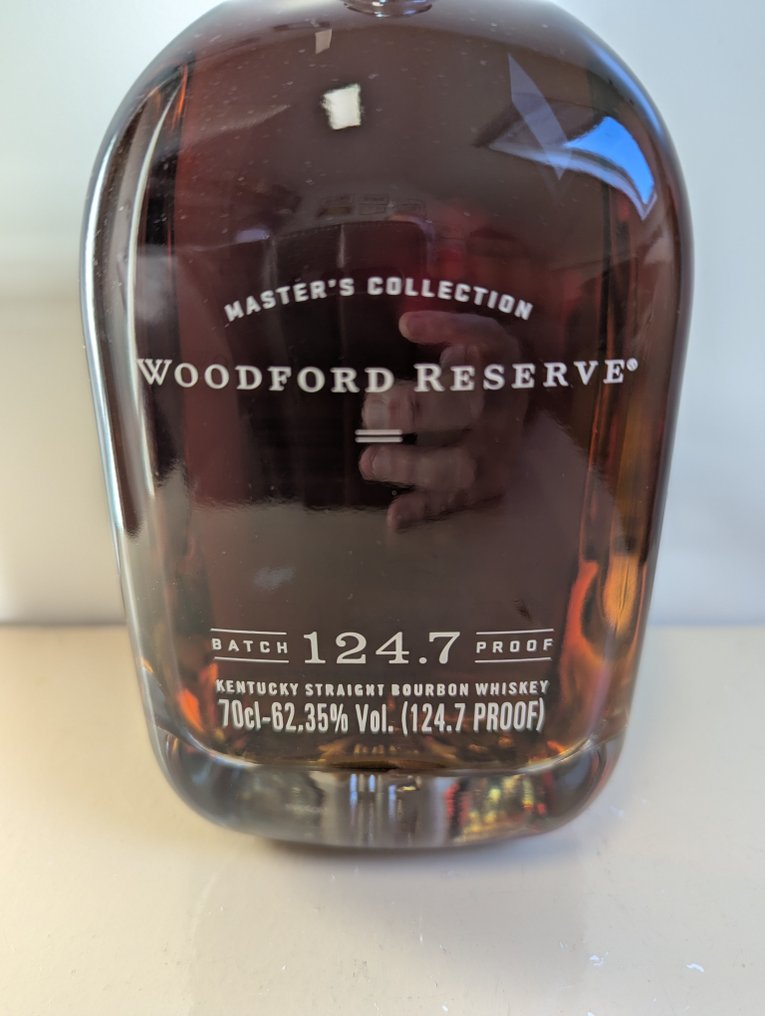 MASTER'S COLLECTION
WOODFORD RESERVE®
BATCH 124.7 PROOF
KENTUCKY STRAIGHT BOURBON WHISKEY
70cl-62,35% Vol. (124.7 PROOF)